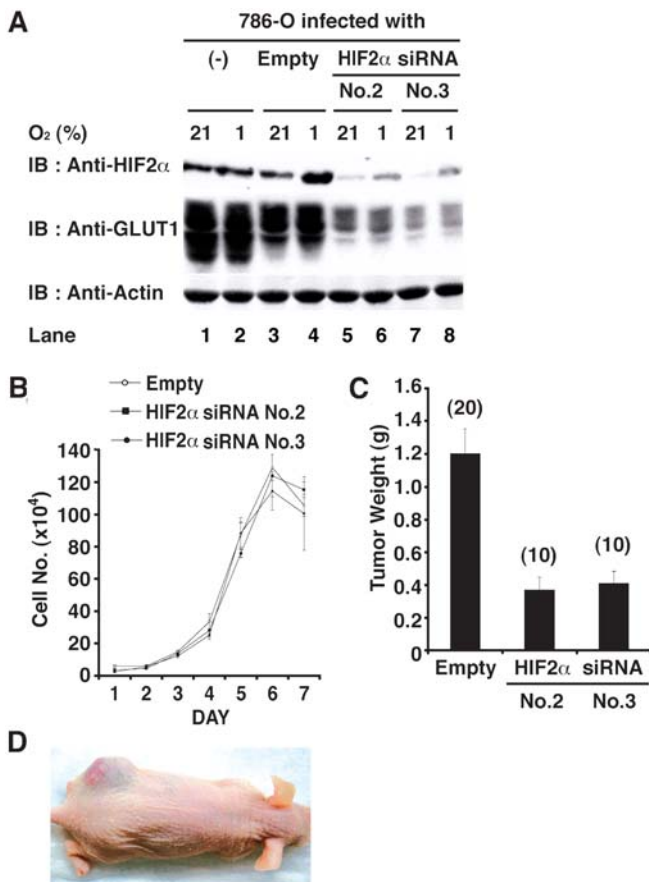 A
786-O infected with
(-) Empty HIF2α siRNA
No.2 No.3
O₂ (%) 21 1 21 1 21 1 21 1
IB : Anti-HIF2α
IB : Anti-GLUT1
IB : Anti-Actin
Lane 1 2 3 4 5 6 7 8
B
Empty
HIF2α siRNA No.2
HIF2α siRNA No.3
Cell No. (x10⁴)
140
120
100
80
60
40
20
0
1 2 3 4 5 6 7
DAY
C
Tumor Weight (g)
1.6
1.4
1.2
1.0
0.8
0.6
0.4
0.2
0
(20) (10) (10)
Empty HIF2α siRNA
No.2 No.3
D